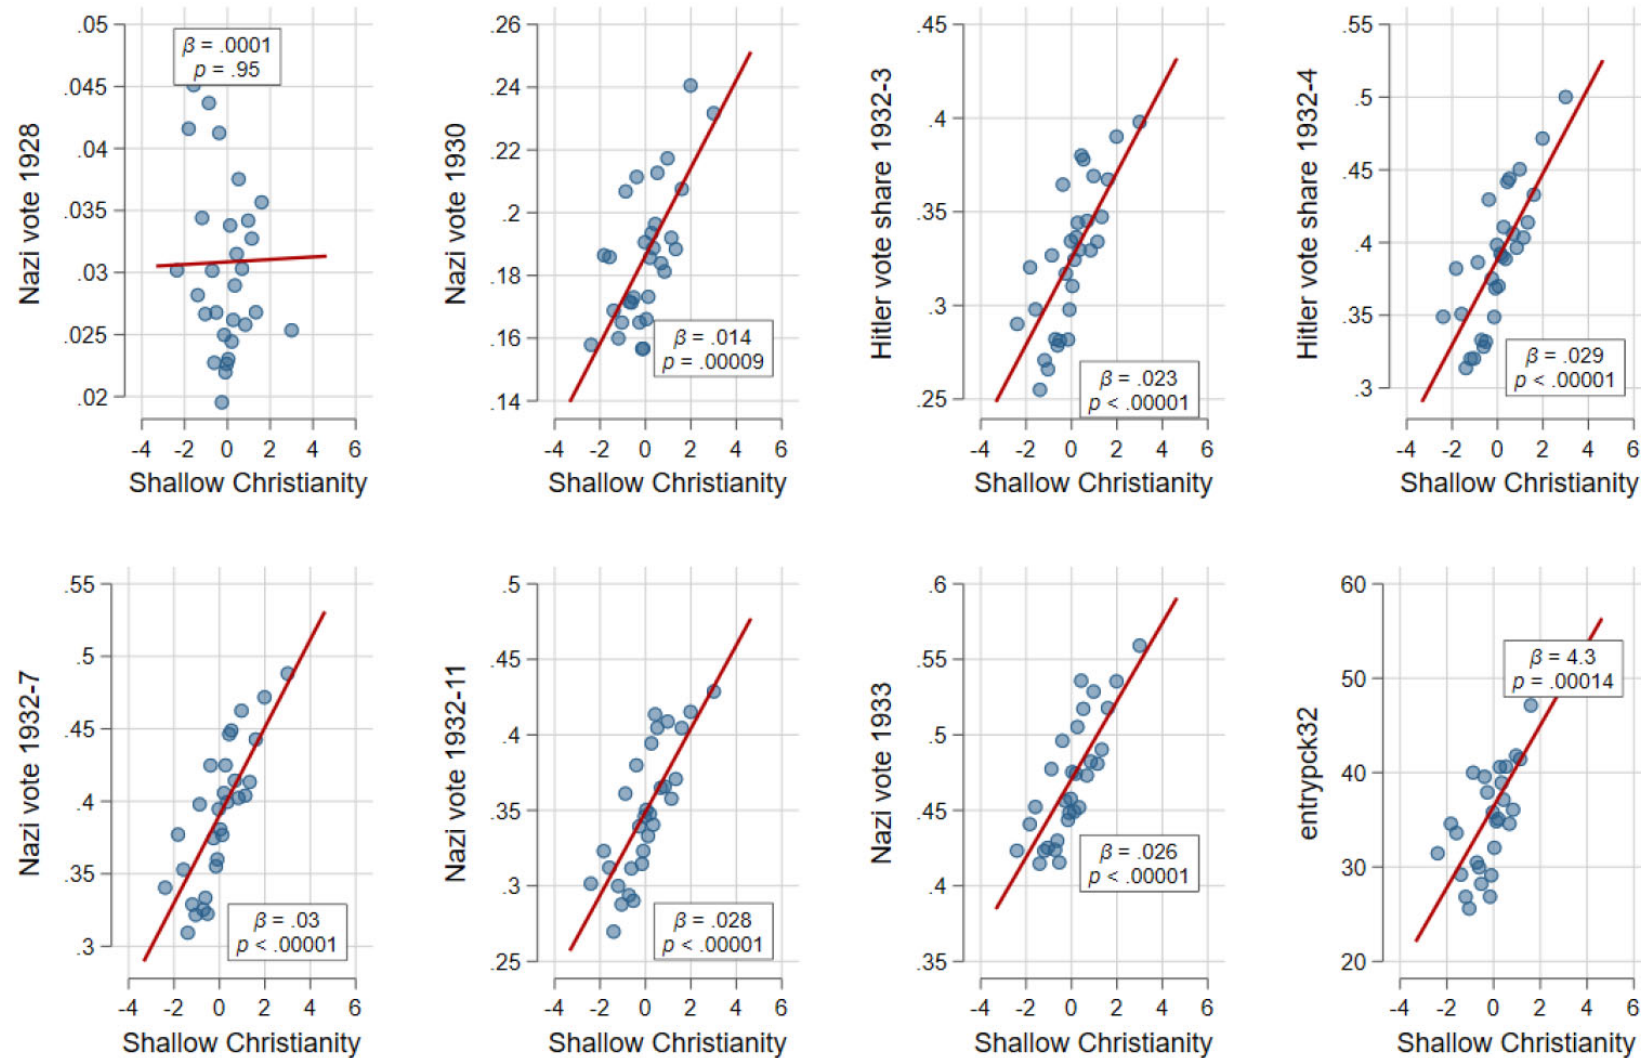 Nazi vote 1928
.05
.045
.04
.035
.03
.025
.02
β = .0001
p = .95
-4 -2 0 2 4 6
Shallow Christianity
Nazi vote 1930
.26
.24
.22
.2
.18
.16
.14
β = .014
p = .00009
-4 -2 0 2 4 6
Shallow Christianity
Hitler vote share 1932-3
.45
.4
.35
.3
.25
β = .023
p < .00001
-4 -2 0 2 4 6
Shallow Christianity
Hitler vote share 1932-4
.55
.5
.45
.4
.35
.3
β = .029
p < .00001
-4 -2 0 2 4 6
Shallow Christianity
Nazi vote 1932-7
.55
.5
.45
.4
.35
.3
β = .03
p < .00001
-4 -2 0 2 4 6
Shallow Christianity
Nazi vote 1932-11
.5
.45
.4
.35
.3
.25
β = .028
p < .00001
-4 -2 0 2 4 6
Shallow Christianity
Nazi vote 1933
.6
.55
.5
.45
.4
.35
β = .026
p < .00001
-4 -2 0 2 4 6
Shallow Christianity
entrypck32
60
50
40
30
20
β = 4.3
p = .00014
-4 -2 0 2 4 6
Shallow Christianity